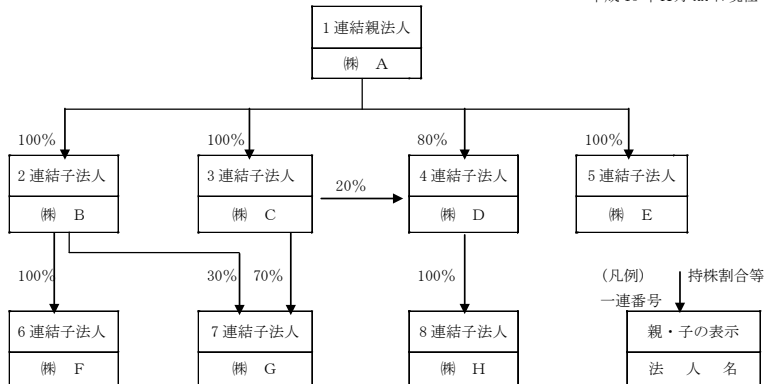 1連結親法人
㈱ A
100%
100%
80%
100%
2連結子法人
3連結子法人
4連結子法人
5連結子法人
20%
㈱ B
㈱ C
㈱ D
㈱ E
100%
30%
70%
100%
(凡例)
持株割合等
一連番号
6連結子法人
7連結子法人
8連結子法人
親・子の表示
㈱ F
㈱ G
㈱ H
法 人 名